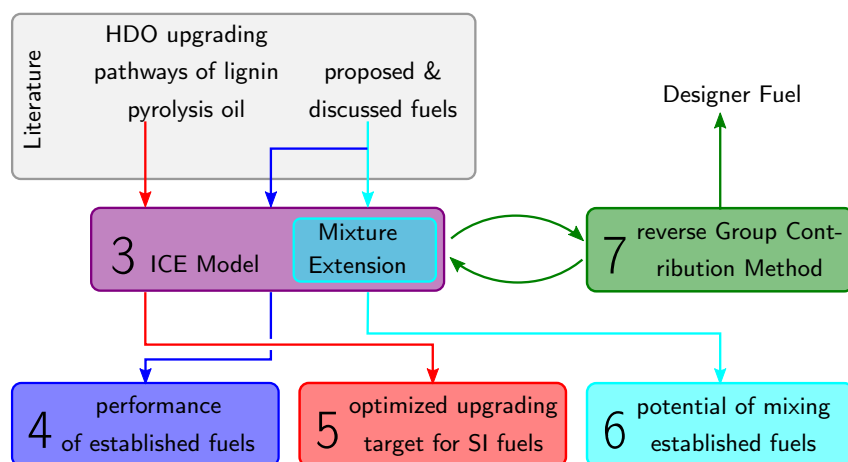 Literature
HDO upgrading
pathways of lignin
pyrolysis oil
proposed &
discussed fuels
Designer Fuel
3 ICE Model
Mixture
Extension
7 reverse Group Cont-
ribution Method
4 performance
of established fuels
5 optimized upgrading
target for SI fuels
6 potential of mixing
established fuels